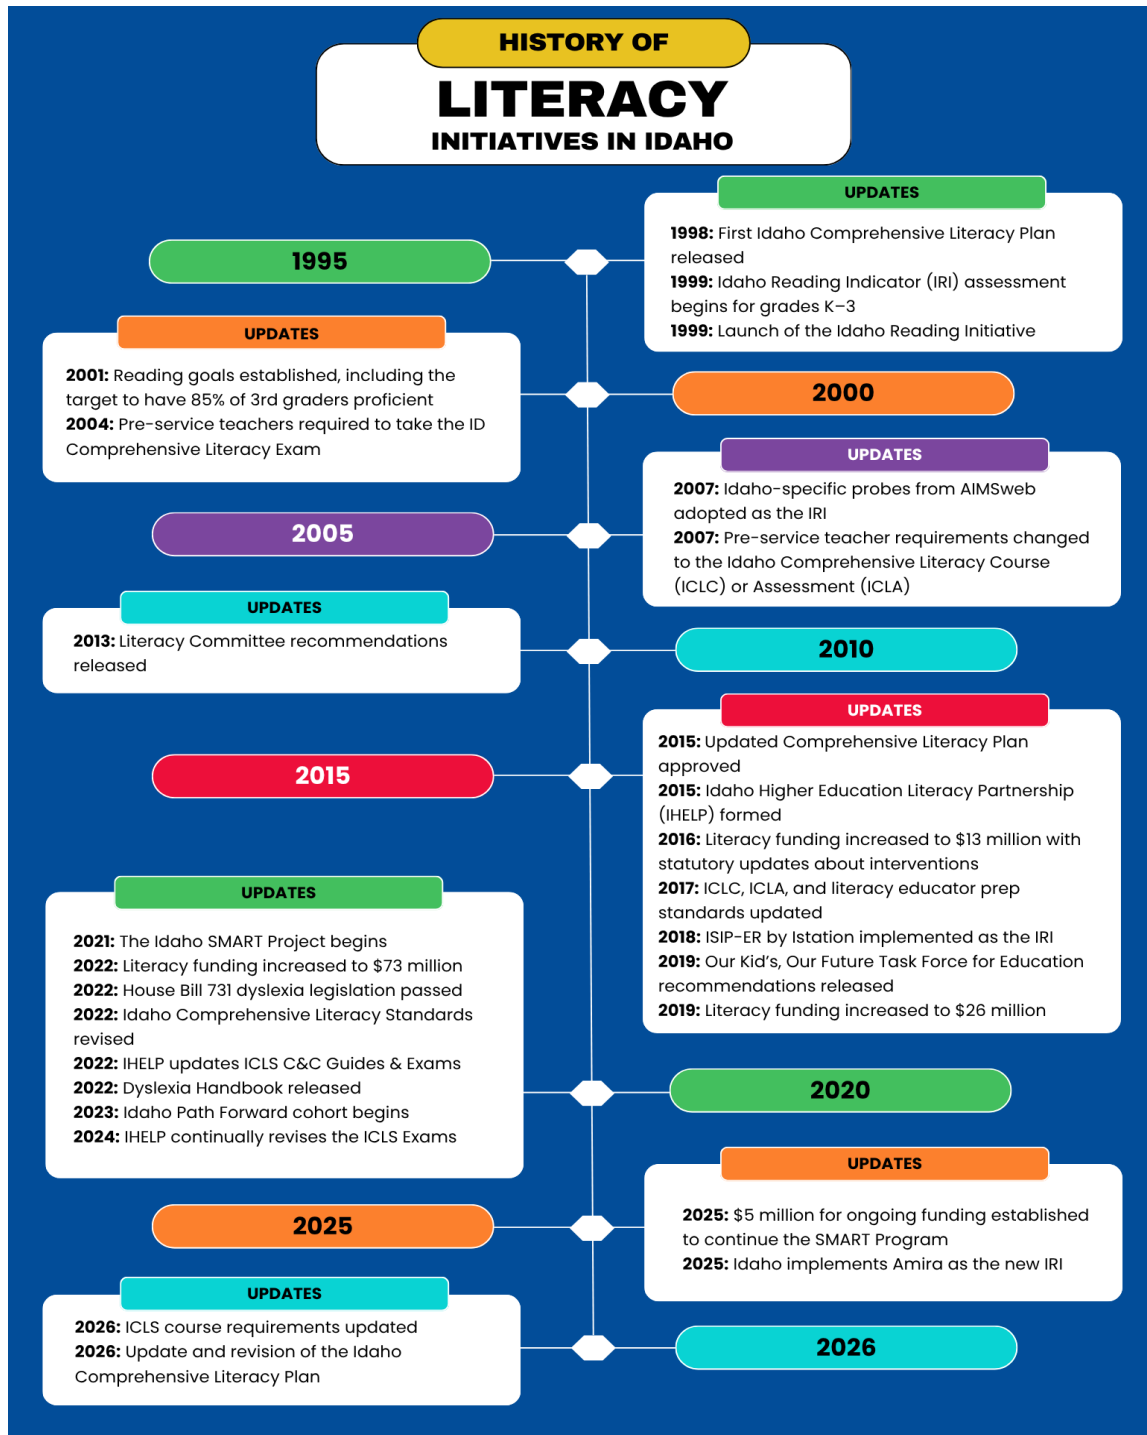 HISTORY OF
LITERACY
INITIATIVES IN IDAHO
1995
UPDATES
1998: First Idaho Comprehensive Literacy Plan
released
1999: Idaho Reading Indicator (IRI) assessment
begins for grades K–3
1999: Launch of the Idaho Reading Initiative
2000
UPDATES
2001: Reading goals established, including the
target to have 85% of 3rd graders proficient
2004: Pre-service teachers required to take the ID
Comprehensive Literacy Exam
2005
UPDATES
2007: Idaho-specific probes from AIMSweb
adopted as the IRI
2007: Pre-service teacher requirements changed
to the Idaho Comprehensive Literacy Course
(ICLC) or Assessment (ICLA)
2010
UPDATES
2013: Literacy Committee recommendations
released
2015
UPDATES
2015: Updated Comprehensive Literacy Plan
approved
2015: Idaho Higher Education Literacy Partnership
(IHELP) formed
2016: Literacy funding increased to $13 million with
statutory updates about interventions
2017: ICLC, ICLA, and literacy educator prep
standards updated
2018: ISIP-ER by Istation implemented as the IRI
2019: Our Kid's, Our Future Task Force for Education
recommendations released
2019: Literacy funding increased to $26 million
2020
UPDATES
2021: The Idaho SMART Project begins
2022: Literacy funding increased to $73 million
2022: House Bill 731 dyslexia legislation passed
2022: Idaho Comprehensive Literacy Standards
revised
2022: IHELP updates ICLS C&C Guides & Exams
2022: Dyslexia Handbook released
2023: Idaho Path Forward cohort begins
2024: IHELP continually revises the ICLS Exams
2025
UPDATES
2025: $5 million for ongoing funding established
to continue the SMART Program
2025: Idaho implements Amira as the new IRI
2026
UPDATES
2026: ICLS course requirements updated
2026: Update and revision of the Idaho
Comprehensive Literacy Plan